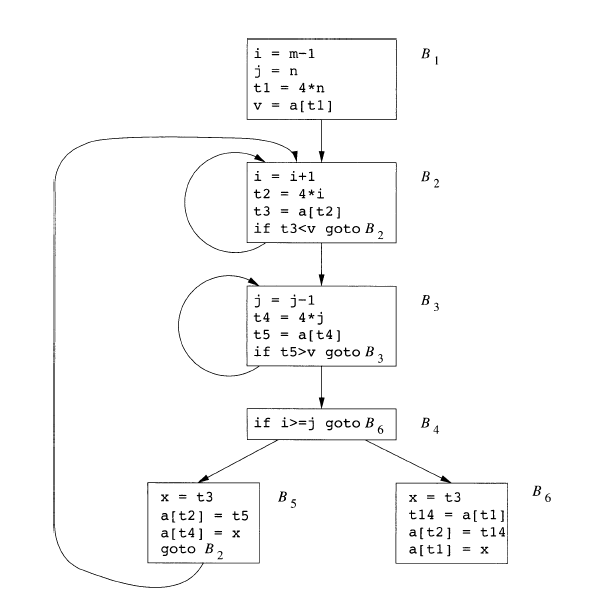 i = m-1
j = n
t1 = 4*n
v = a[t1]
B1
i = i+1
t2 = 4*i
t3 = a[t2]
if t3<v goto B2
B2
j = j-1
t4 = 4*j
t5 = a[t4]
if t5>v goto B3
B3
if i>=j goto B6
B4
x = t3
a[t2] = t5
a[t4] = x
goto B2
B5
x = t3
t14 = a[t1]
a[t2] = t14
a[t1] = x
B6